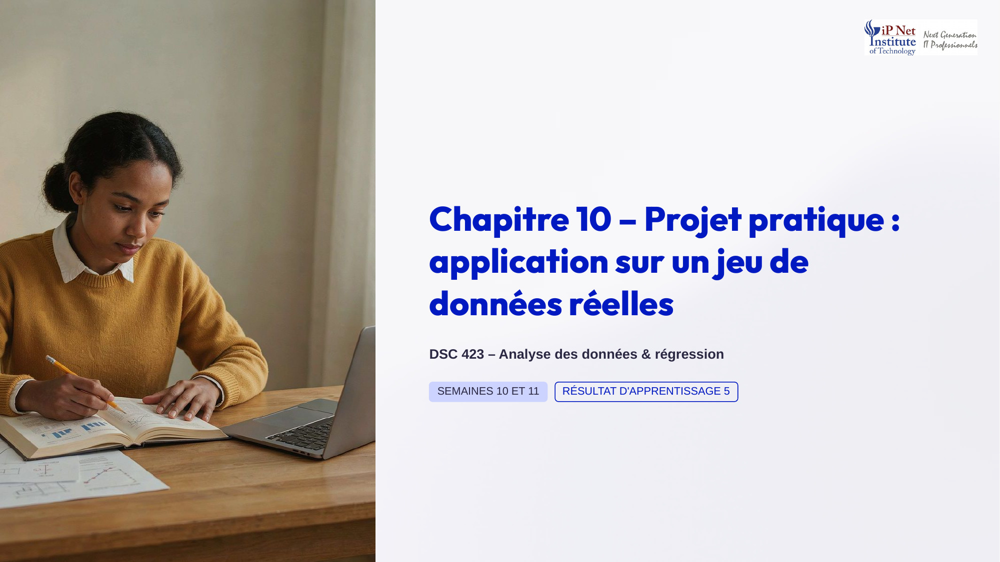 iP Net
Institute
of Technology
Next Generation
IT Professionnels
Chapitre 10 – Projet pratique :
application sur un jeu de
données réelles
DSC 423 – Analyse des données & régression
SEMAINES 10 ET 11
RÉSULTAT D'APPRENTISSAGE 5